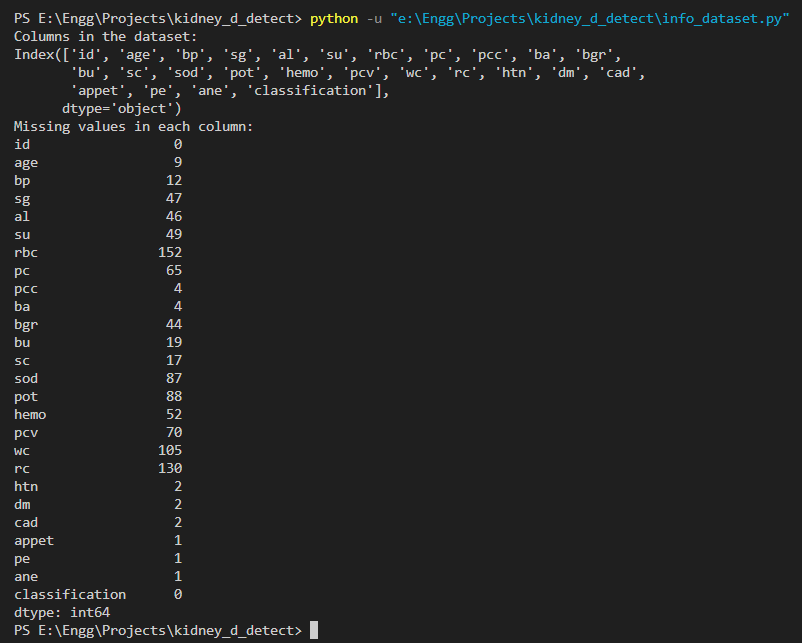 PS E:\Engg\Projects\kidney_d_detect> python -u "e:\Engg\Projects\kidney_d_detect\info_dataset.py"
Columns in the dataset:
Index(['id', 'age', 'bp', 'sg', 'al', 'su', 'rbc', 'pc', 'pcc', 'ba', 'bgr',
       'bu', 'sc', 'sod', 'pot', 'hemo', 'pcv', 'wc', 'rc', 'htn', 'dm', 'cad',
       'appet', 'pe', 'ane', 'classification'],
      dtype='object')
Missing values in each column:
id                  0
age                 9
bp                 12
sg                 47
al                 46
su                 49
rbc               152
pc                 65
pcc                 4
ba                  4
bgr                44
bu                 19
sc                 17
sod                87
pot                88
hemo               52
pcv                70
wc                105
rc                130
htn                 2
dm                  2
cad                 2
appet               1
pe                  1
ane                 1
classification      0
dtype: int64
PS E:\Engg\Projects\kidney_d_detect>